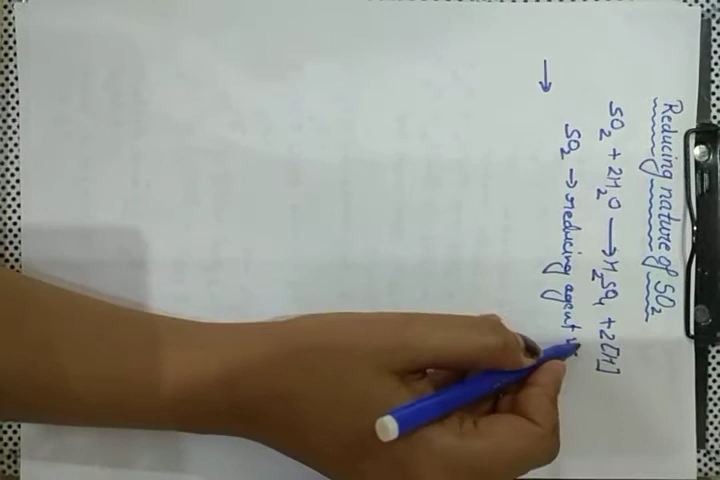 Reducing nature of SO₂
SO₂ + 2H₂O ⟶ H₂SO₄ + 2[H]
→ SO₂ → reducing agent